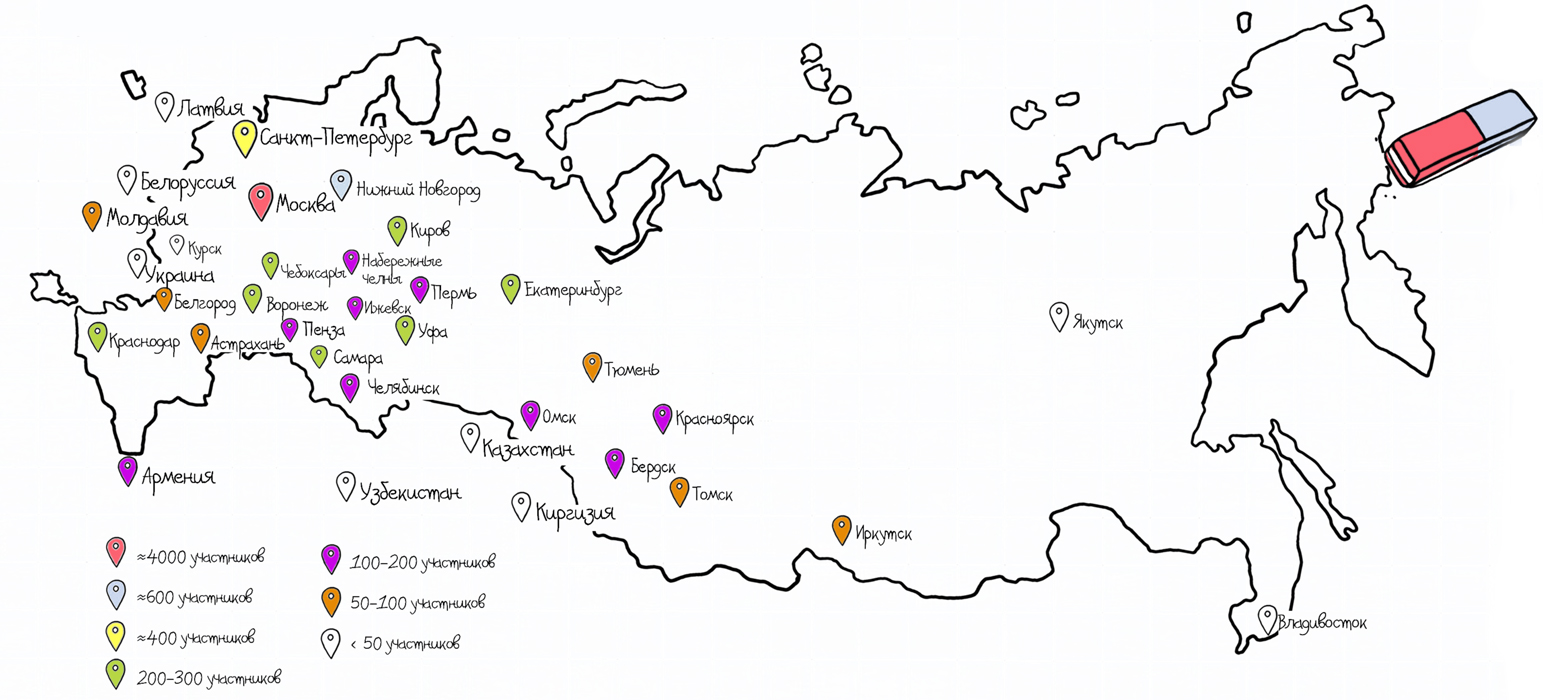 Латвия
Санкт-Петербург
Белоруссия
Нижний Новгород
Москва
Молдавия
Киров
Курск
Набережные
челны
Чебоксары
Украина
Екатеринбург
Пермь
Белгород
Воронеж
Ижевск
Якутск
Пенза
Уфа
Краснодар
Астрахань
Самара
Тюмень
Челябинск
Омск
Красноярск
Казахстан
Бердск
Армения
Узбекистан
Томск
Киргизия
Иркутск
≈4000 участников
≈600 участников
≈400 участников
200-300 участников
100-200 участников
50-100 участников
< 50 участников
Владивосток